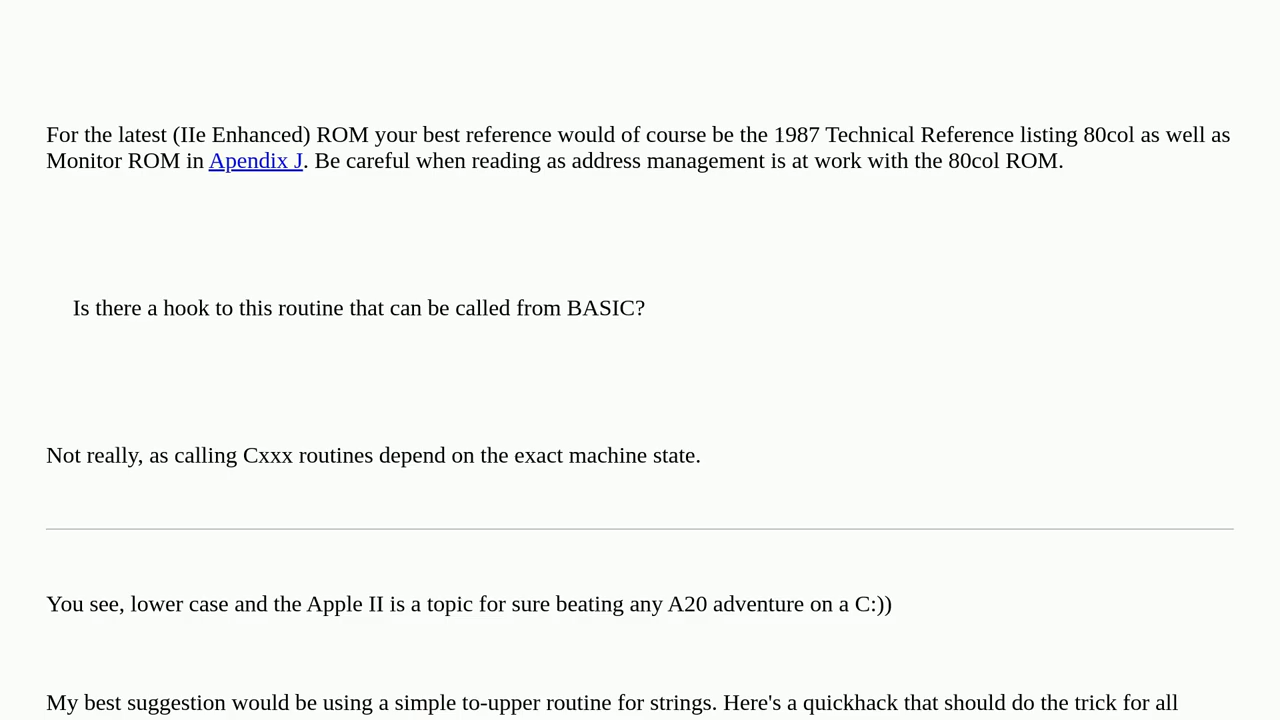 For the latest (IIe Enhanced) ROM your best reference would of course be the 1987 Technical Reference listing 80col as well as
Monitor ROM in Apendix J. Be careful when reading as address management is at work with the 80col ROM.
Is there a hook to this routine that can be called from BASIC?
Not really, as calling Cxxx routines depend on the exact machine state.
You see, lower case and the Apple II is a topic for sure beating any A20 adventure on a C:))
My best suggestion would be using a simple to-upper routine for strings. Here's a quickhack that should do the trick for all